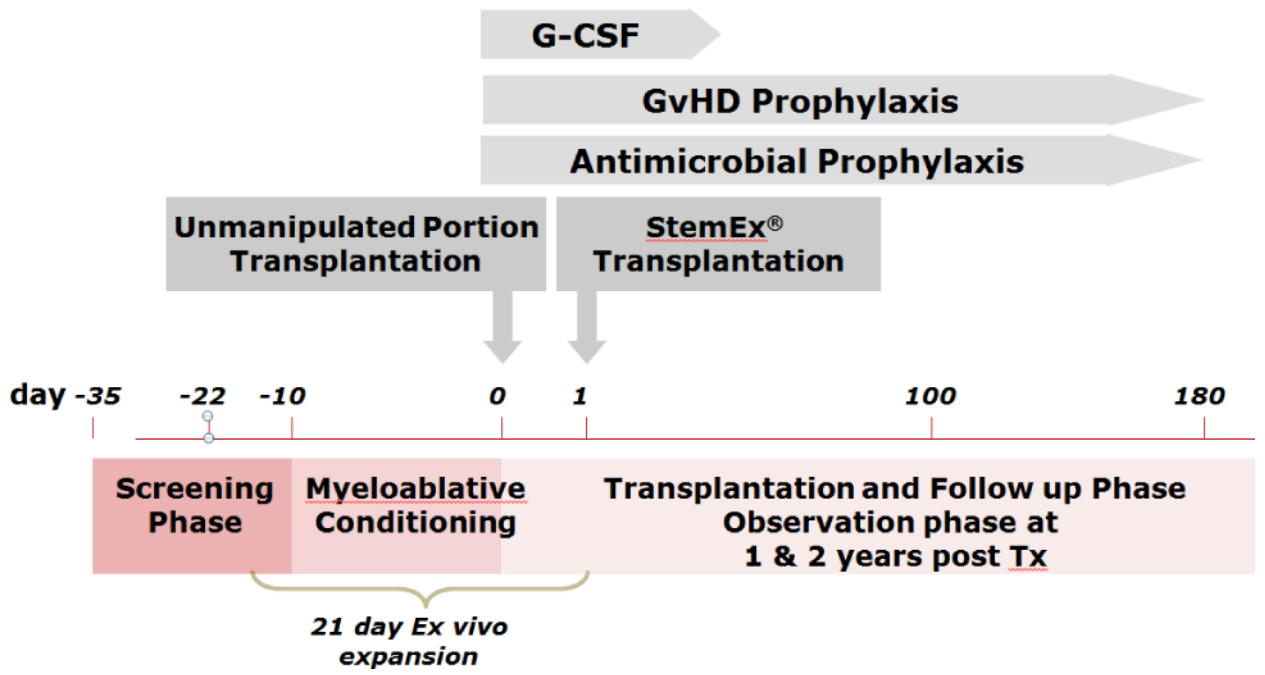 G-CSF
GvHD Prophylaxis
Antimicrobial Prophylaxis
Unmanipulated Portion
Transplantation
StemEx®
Transplantation
day -35 -22 -10 0 1 100 180
Screening
Phase
Myeloablative
Conditioning
Transplantation and Follow up Phase
Observation phase at
1 & 2 years post Tx
21 day Ex vivo
expansion